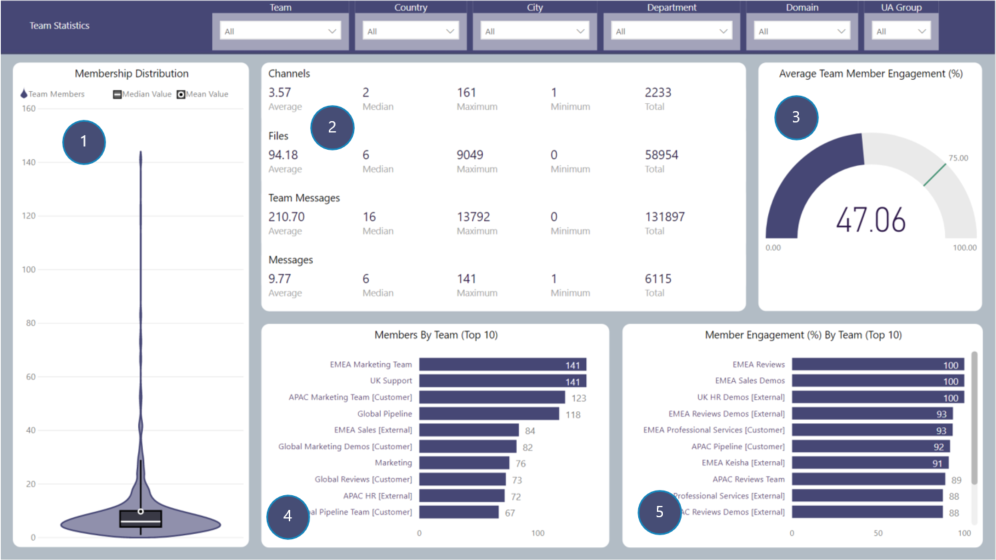 Team Country City Department Domain UA Group
Team Statistics
All All All All All All
Membership Distribution
Team Members Median Value Mean Value
160
140
120
100
80
60
40
20
0
1
Channels
3.57 2 161 1 2233
Average Median Maximum Minimum Total
2
Files
94.18 6 9049 0 58954
Average Median Maximum Minimum Total
Team Messages
210.70 16 13792 0 131897
Average Median Maximum Minimum Total
Messages
9.77 6 141 1 6115
Average Median Maximum Minimum Total
Average Team Member Engagement (%)
3
75.00
47.06
0.00 100.00
Members By Team (Top 10)
EMEA Marketing Team 141
UK Support 141
APAC Marketing Team [Customer] 123
Global Pipeline 118
EMEA Sales [External] 84
Global Marketing Demos [Customer] 82
Marketing 76
Global Reviews [Customer] 73
APAC HR [External] 72
Pipeline Team [Customer] 67
0 100
4
Member Engagement (%) By Team (Top 10)
EMEA Reviews 100
EMEA Sales Demos 100
UK HR Demos [External] 100
EMEA Reviews Demos [External] 93
EMEA Professional Services [Customer] 93
APAC Pipeline [Customer] 92
EMEA Keisha [External] 91
APAC Reviews Team 89
Professional Services [External] 88
Reviews Demos [External] 88
0 50 100
5